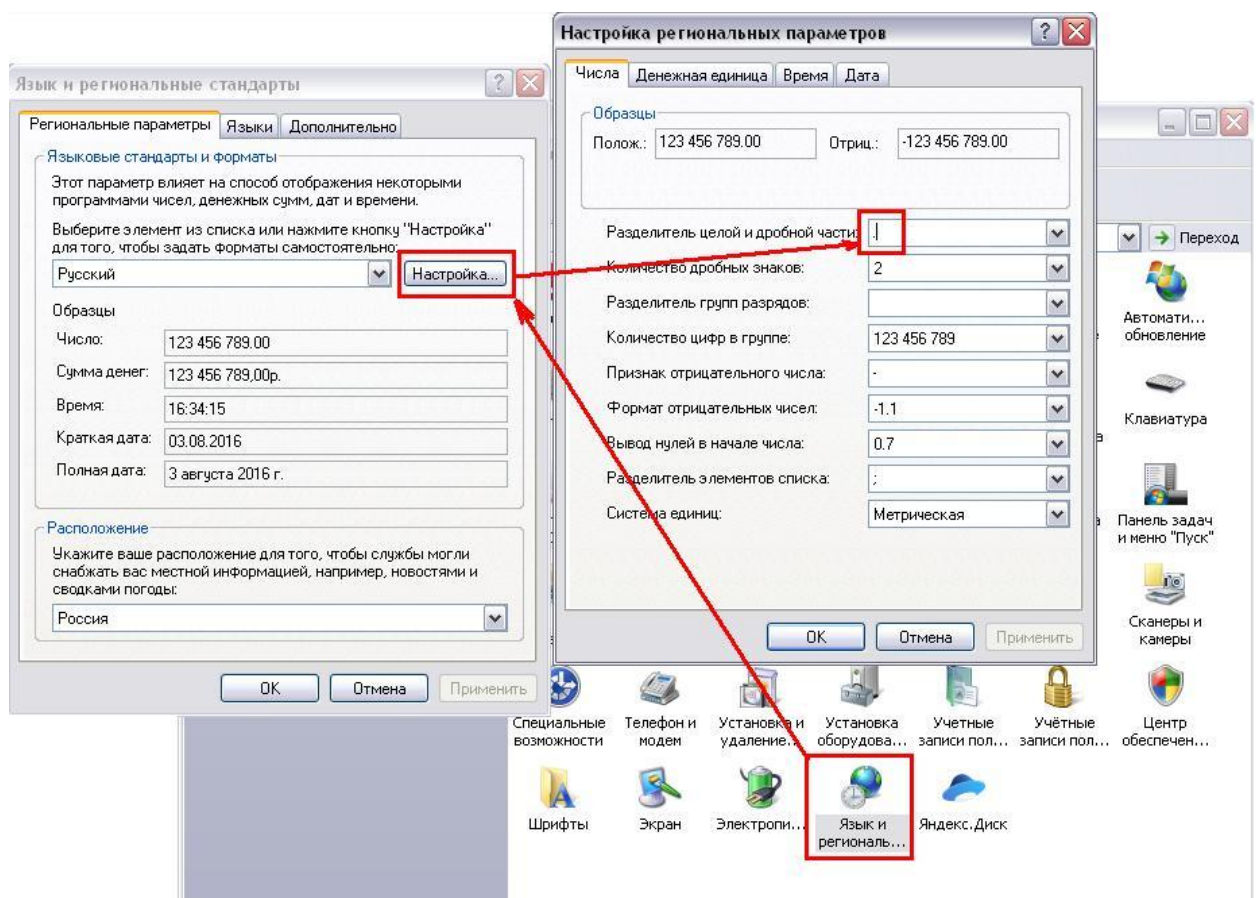 Язык и региональные стандарты
Региональные параметры
Языки
Дополнительно
Языковые стандарты и форматы
Этот параметр влияет на способ отображения некоторыми
программами чисел, денежных сумм, дат и времени.
Выберите элемент из списка или нажмите кнопку "Настройка"
для того, чтобы задать форматы самостоятельно:
Русский
Настройка...
Образцы
Число: 123 456 789.00
Сумма денег: 123 456 789,00р.
Время: 16:34:15
Краткая дата: 03.08.2016
Полная дата: 3 августа 2016 г.
Расположение
Укажите ваше расположение для того, чтобы службы могли
снабжать вас местной информацией, например, новостями и
сводками погоды:
Россия
OK
Отмена
Применить
Настройка региональных параметров
Числа
Денежная единица
Время
Дата
Образцы
Полож.: 123 456 789.00 Отриц.: -123 456 789.00
Разделитель целой и дробной части: .
Количество дробных знаков: 2
Разделитель групп разрядов:
Количество цифр в группе: 123 456 789
Признак отрицательного числа: -
Формат отрицательных чисел: -1.1
Вывод нулей в начале числа: 0.7
Разделитель элементов списка: ;
Система единиц: Метрическая
OK
Отмена
Применить
Переход
Автомати...
обновление
Клавиатура
Панель задач
и меню "Пуск"
Сканеры и
камеры
Специальные
возможности
Телефон и
модем
Установка и
удаление...
Установка
оборудова...
Учетные
записи пол...
Учётные
записи пол...
Центр
обеспечен...
Шрифты
Экран
Электропи...
Язык и
региональ...
Яндекс.Диск